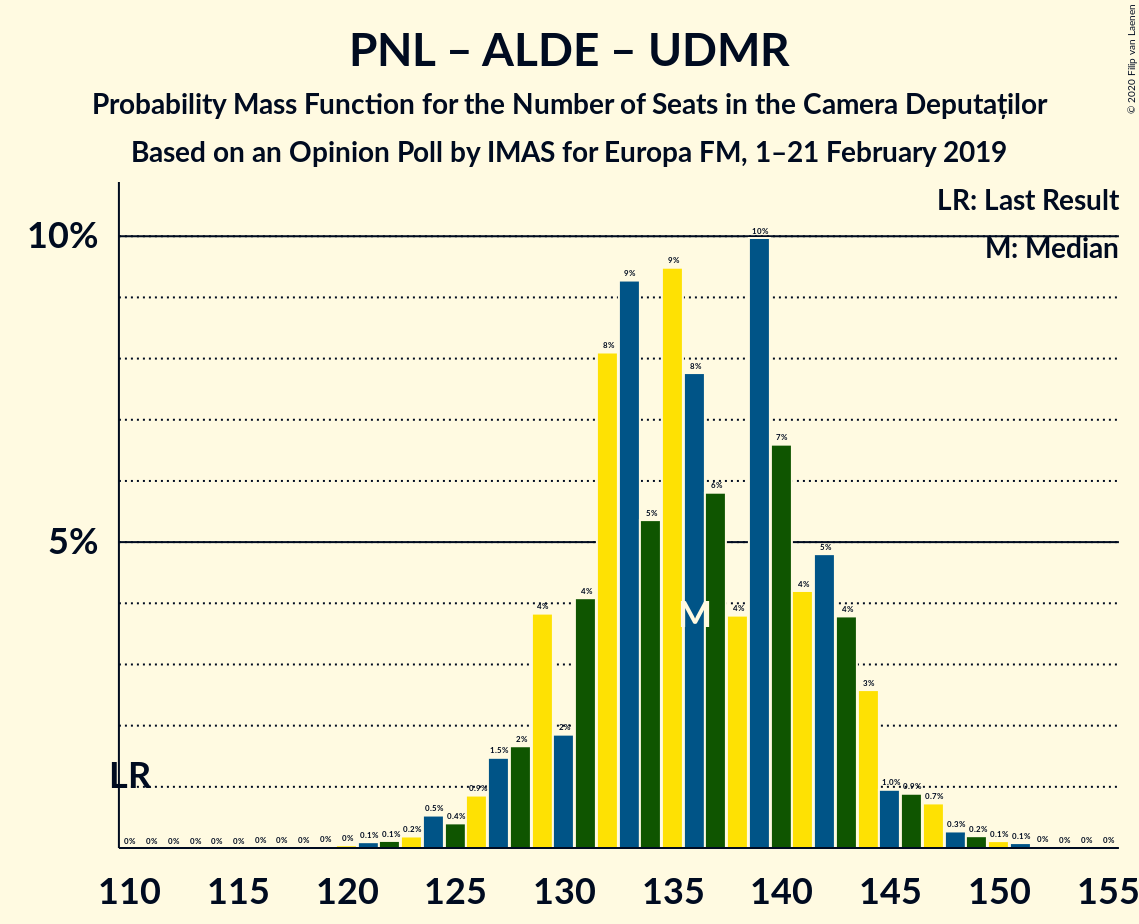 PNL – ALDE – UDMR
Probability Mass Function for the Number of Seats in the Camera Deputaților
Based on an Opinion Poll by IMAS for Europa FM, 1–21 February 2019
© 2020 Filip van Laenen
LR: Last Result
M: Median
10%
5%
LR
M
0% 0% 0% 0% 0% 0% 0% 0% 0% 0% 0% 0.1% 0.1% 0.2% 0.5% 0.4% 0.9% 1.5% 2% 4% 2% 4% 8% 9% 5% 9% 8% 6% 4% 10% 7% 4% 5% 4% 3% 1.0% 0.9% 0.7% 0.3% 0.2% 0.1% 0.1% 0% 0% 0% 0%
110 115 120 125 130 135 140 145 150 155